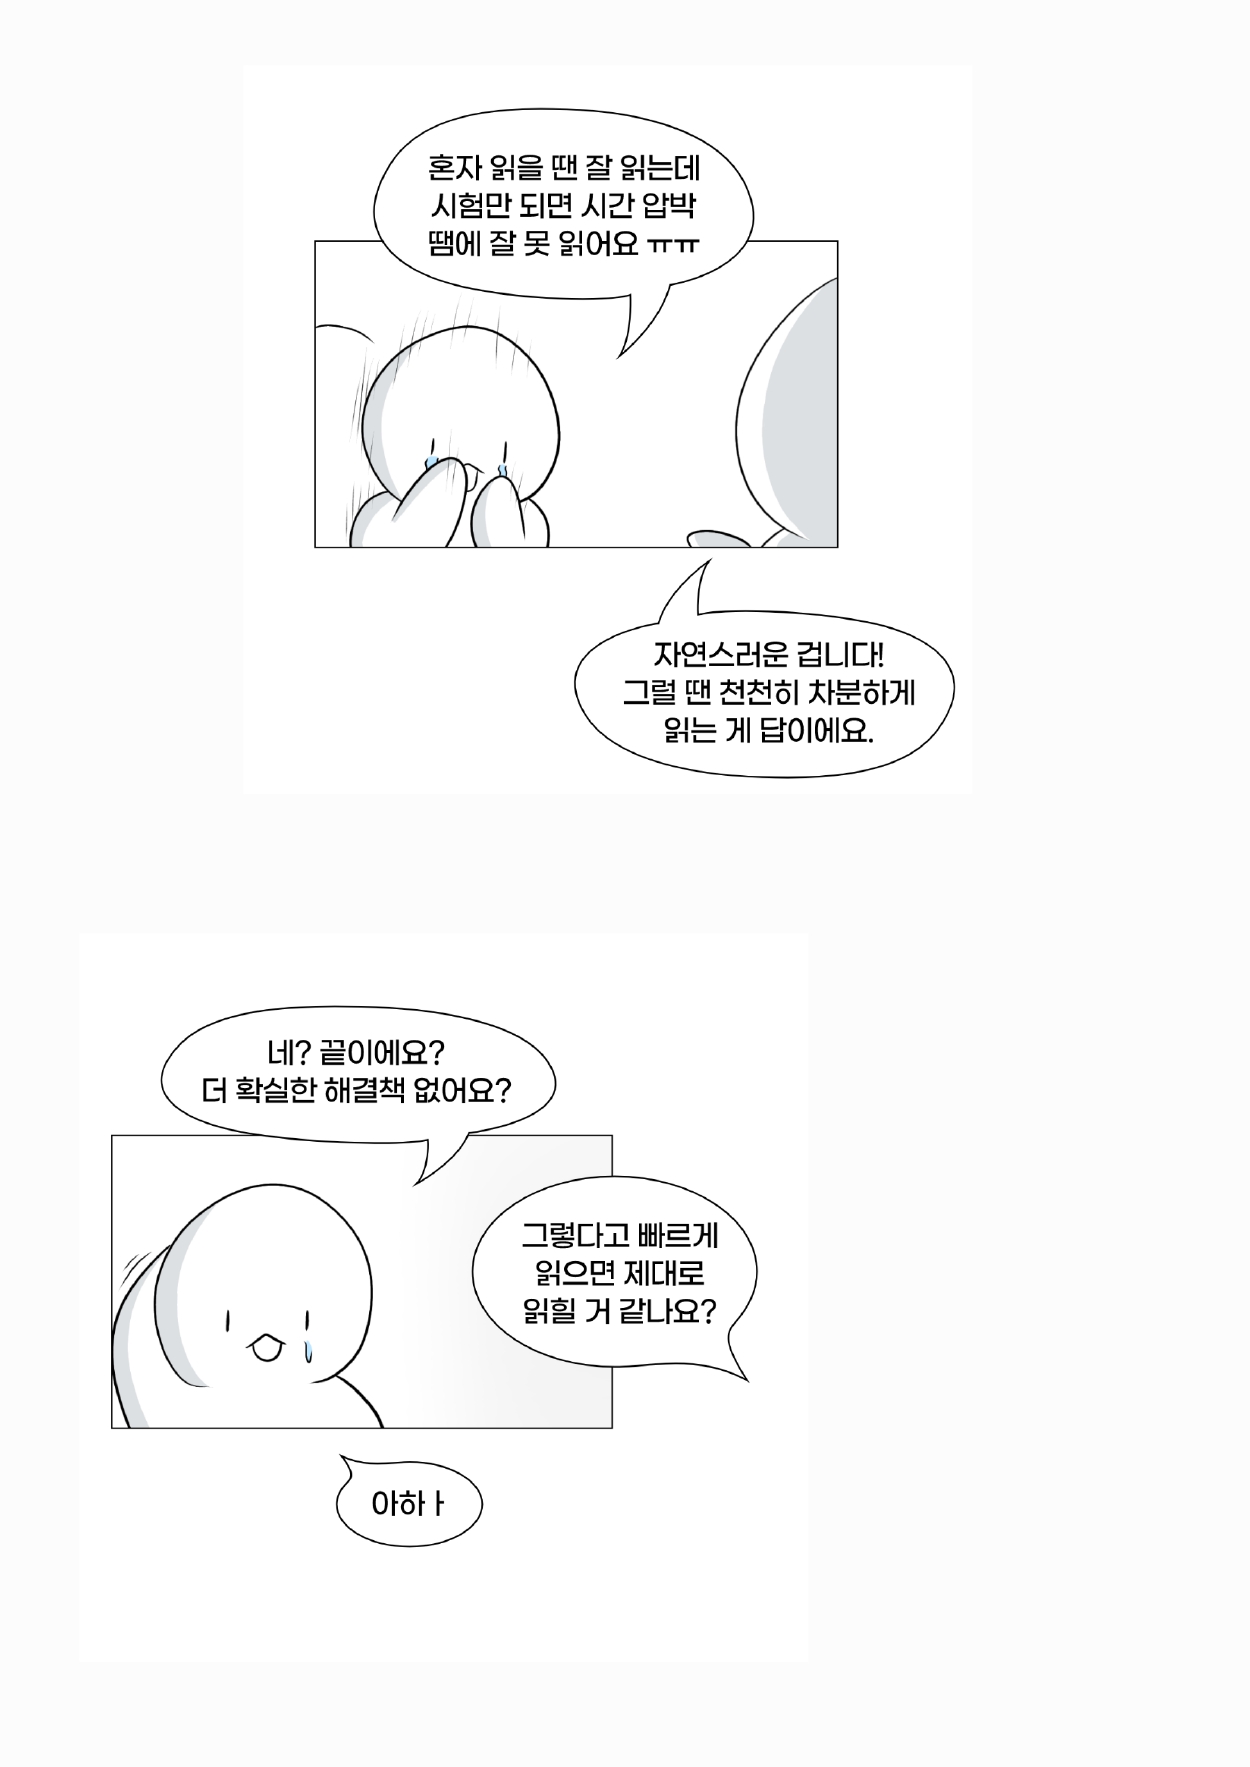 혼자 읽을 땐 잘 읽는데
시험만 되면 시간 압박
땜에 잘 못 읽어요 ㅠㅠ
자연스러운 겁니다!
그럴 땐 천천히 차분하게
읽는 게 답이에요.
네? 끝이에요?
더 확실한 해결책 없어요?
그렇다고 빠르게
읽으면 제대로
읽힐 거 같나요?
아하ㅏ